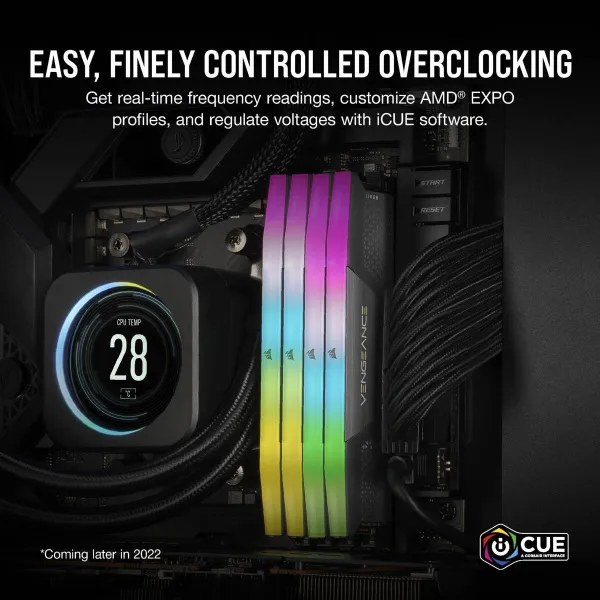 EASY, FINELY CONTROLLED OVERCLOCKING
Get real-time frequency readings, customize AMD® EXPO
profiles, and regulate voltages with iCUE software.
START
RESET
CPU TEMP
28
°C
VENGEANCE
*Coming later in 2022
iCUE
A CORSAIR INTERFACE